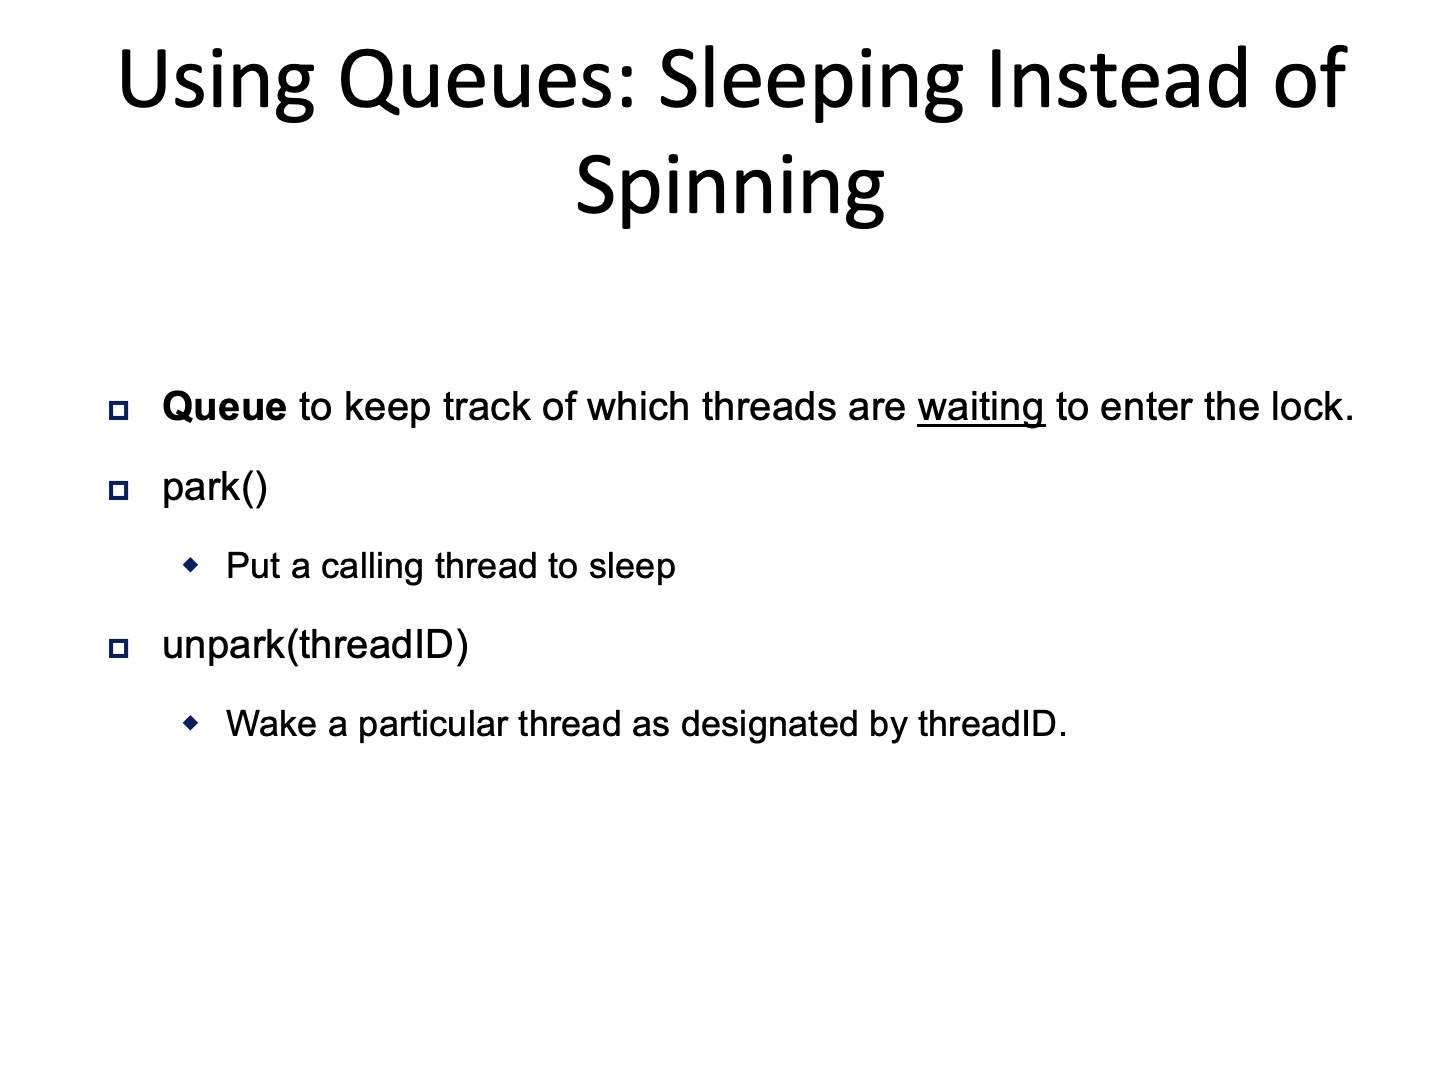 Using Queues: Sleeping Instead of
Spinning
Queue to keep track of which threads are waiting to enter the lock.
park()
Put a calling thread to sleep
unpark(threadID)
Wake a particular thread as designated by threadID.